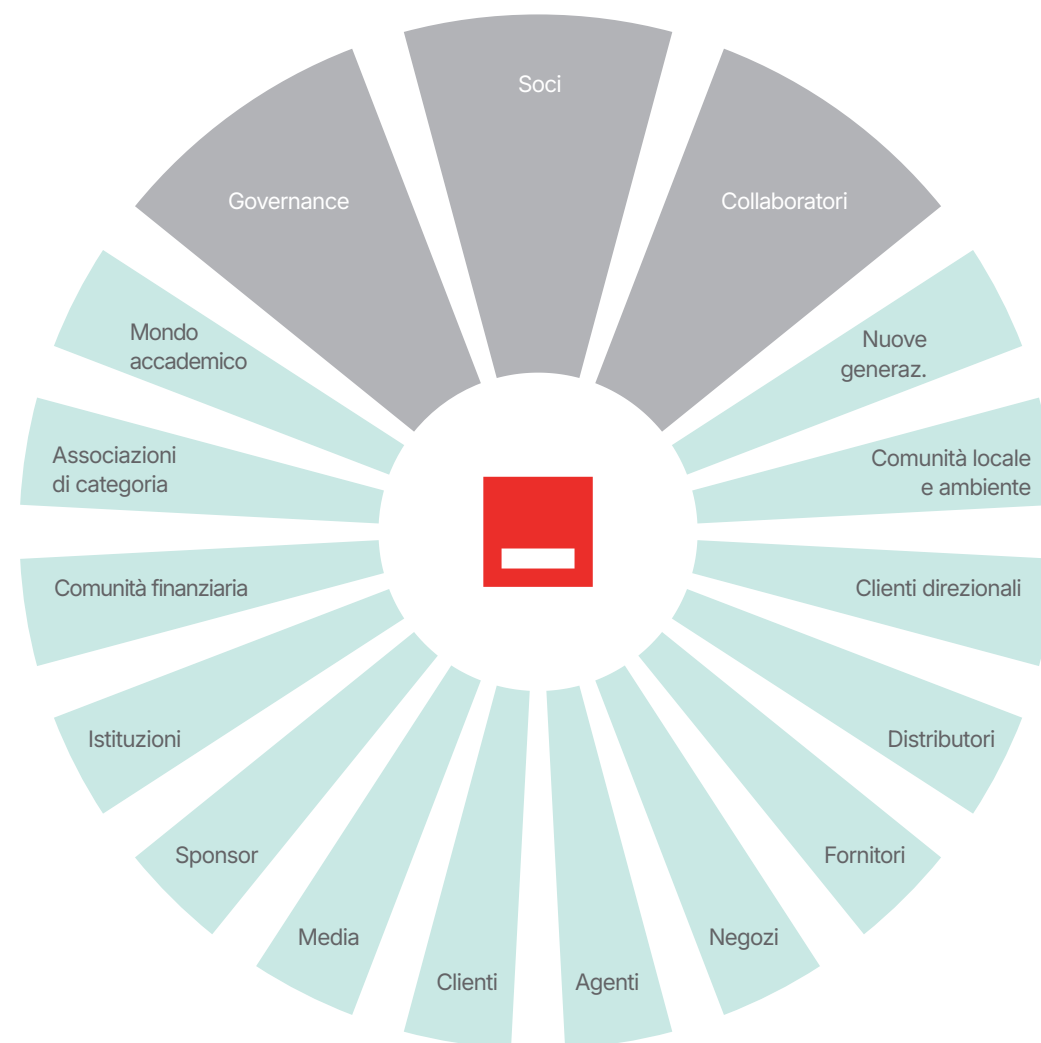 Soci
Governance
Collaboratori
Mondo
accademico
Nuove
generaz.
Associazioni
di categoria
Comunità locale
e ambiente
Comunità finanziaria
Clienti direzionali
Istituzioni
Distributori
Sponsor
Fornitori
Media
Negozi
Clienti
Agenti